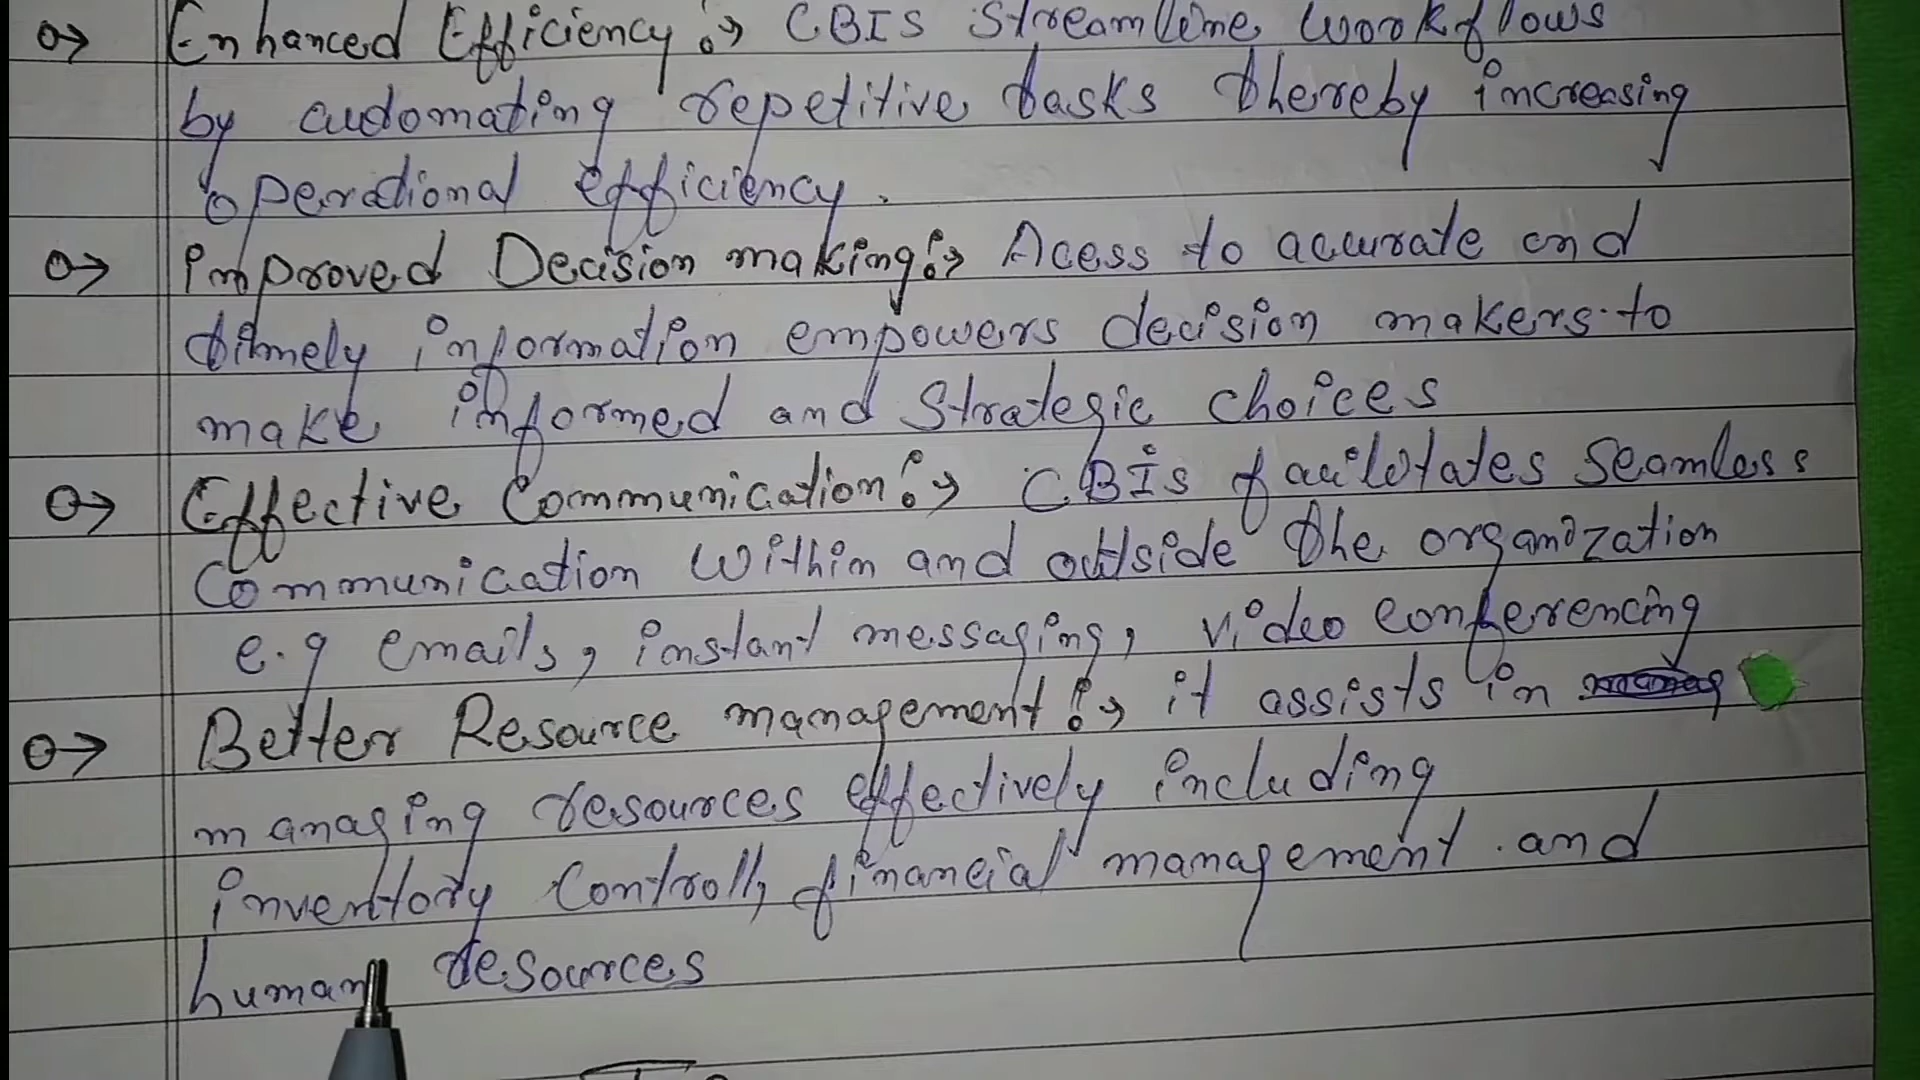 Enhanced Efficiency :→ CBIS Streamline workflows
by automating repetitive tasks thereby increasing
operational efficiency.
Improved Decision making :→ Acess to accurate and
timely information empowers decision makers to
make informed and Strategic choices
Effective Communication :→ CBIS facilotates Seamless
Communication within and outside the organization
e.g emails, instant messaging, video conferencing
Better Resource management :→ it assists in
managing resources effectively including
inventory Controll, financial management and
human resources